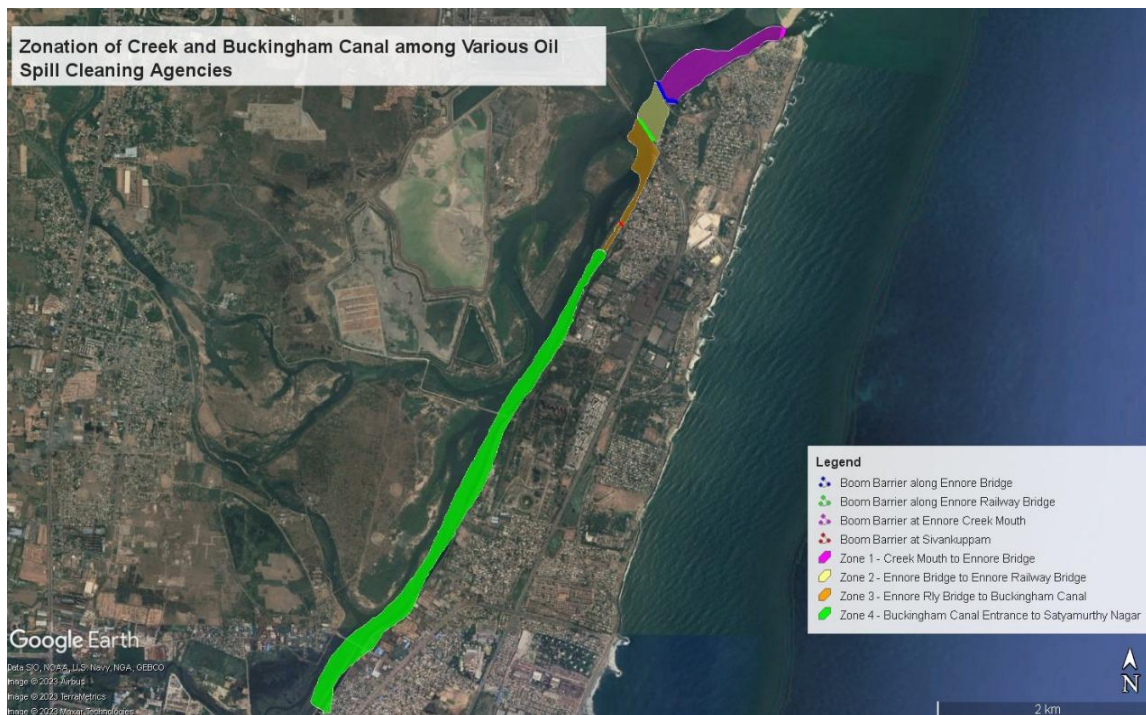 Zonation of Creek and Buckingham Canal among Various Oil
Spill Cleaning Agencies
Legend
Boom Barrier along Ennore Bridge
Boom Barrier along Ennore Railway Bridge
Boom Barrier at Ennore Creek Mouth
Boom Barrier at Sivankuppam
Zone 1 - Creek Mouth to Ennore Bridge
Zone 2 - Ennore Bridge to Ennore Railway Bridge
Zone 3 - Ennore Rly Bridge to Buckingham Canal
Zone 4 - Buckingham Canal Entrance to Satyamurthy Nagar
Google Earth
Data SIO, NOAA, U.S. Navy, NGA, GEBCO
Image © 2023 Airbus
Image © 2023 TerraMetrics
Image © 2023 Maxar Technologies
N
2 km